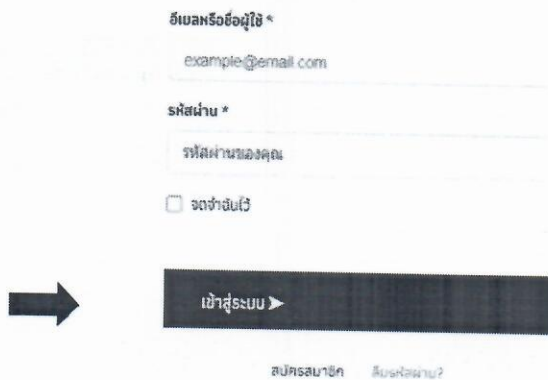 อีเมลหรือชื่อผู้ใช้ *
example@email.com
รหัสผ่าน *
รหัสผ่านของคุณ
จดจำฉันไว้
เข้าสู่ระบบ ➤
สมัครสมาชิก ลืมรหัสผ่าน?